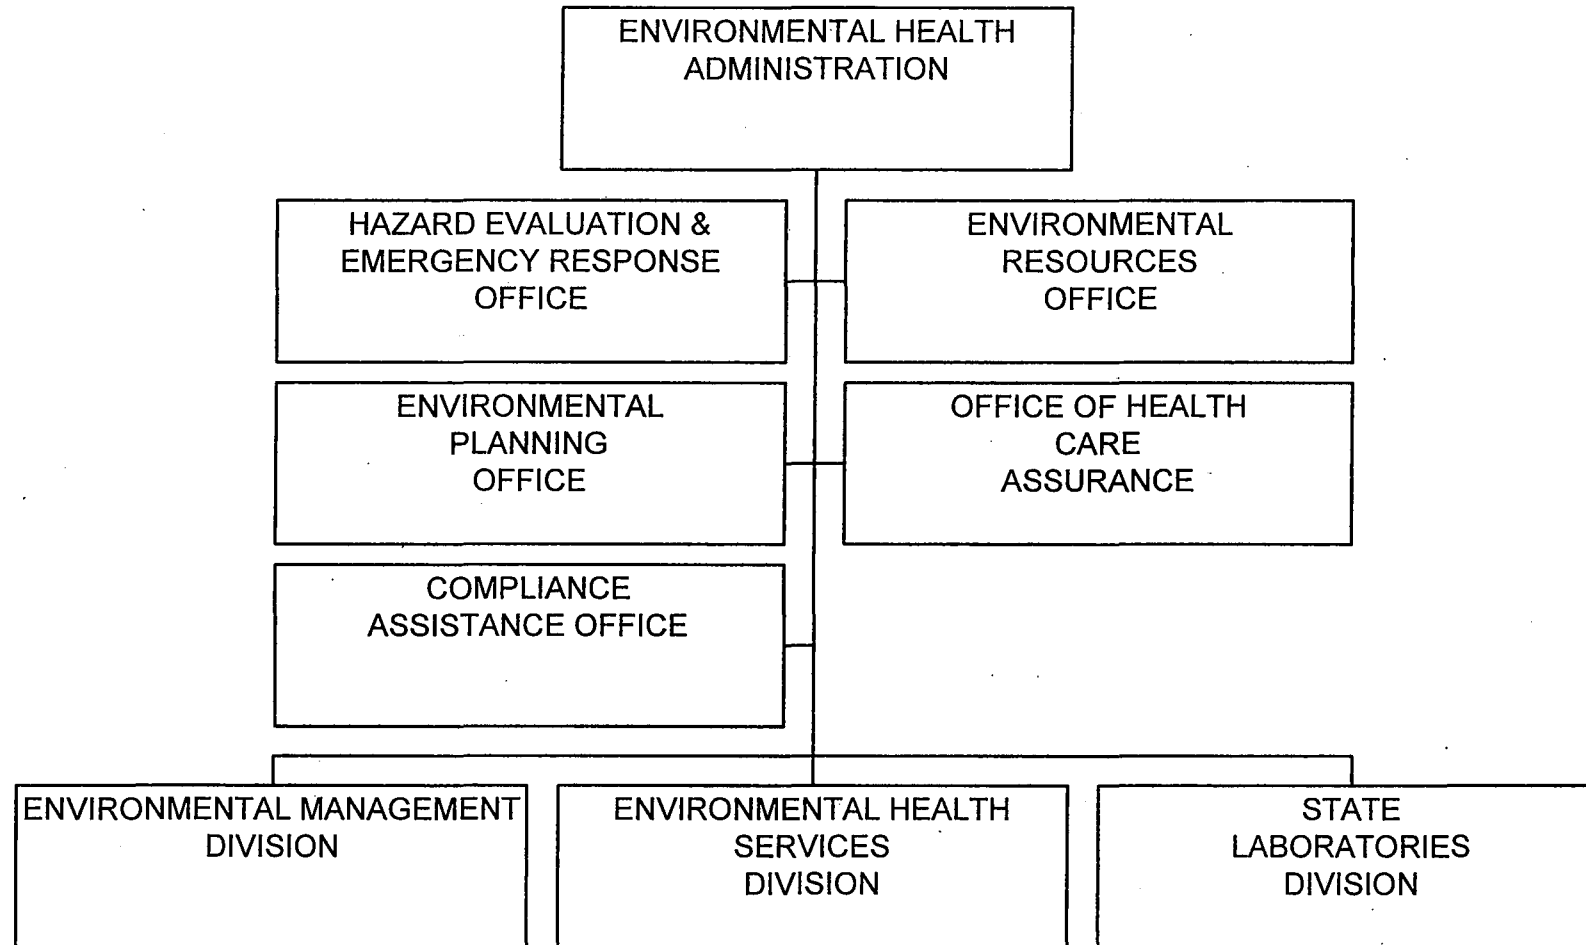 ENVIRONMENTAL HEALTH
ADMINISTRATION
HAZARD EVALUATION &
EMERGENCY RESPONSE
OFFICE
ENVIRONMENTAL
RESOURCES
OFFICE
ENVIRONMENTAL
PLANNING
OFFICE
OFFICE OF HEALTH
CARE
ASSURANCE
COMPLIANCE
ASSISTANCE OFFICE
ENVIRONMENTAL MANAGEMENT
DIVISION
ENVIRONMENTAL HEALTH
SERVICES
DIVISION
STATE
LABORATORIES
DIVISION